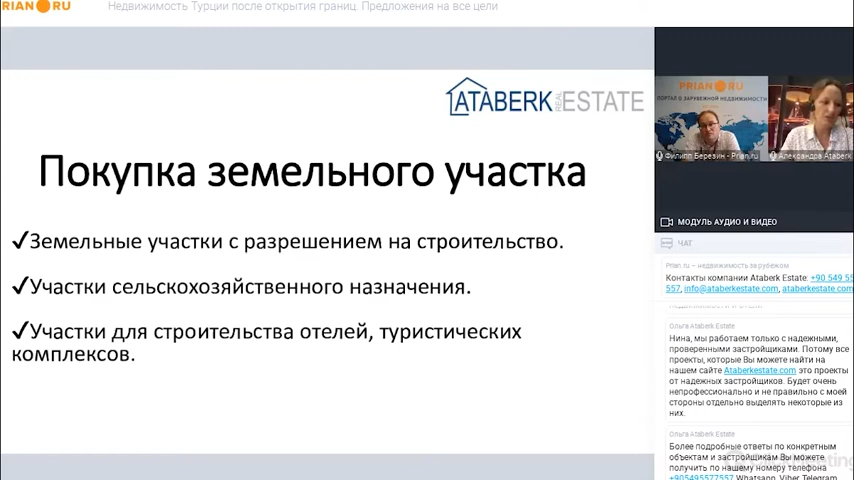 PRIAN RU
Недвижимость Турции после открытия границ. Предложения на все цели
ATABERK ESTATE
REAL
Покупка земельного участка
✓Земельные участки с разрешением на строительство.
✓Участки сельскохозяйственного назначения.
✓Участки для строительства отелей, туристических
комплексов.
PRIAN RU
ПОРТАЛ О ЗАРУБЕЖНОЙ НЕДВИЖИМОСТИ
Филипп Березин - Prian.ru
Александра Ataberk
МОДУЛЬ АУДИО И ВИДЕО
ЧАТ
Prian.ru – недвижимость за рубежом
Контакты компании Ataberk Estate: +90 549 55
557, info@ataberkestate.com, ataberkestate.com
Ольга Ataberk Estate
Нина, мы работаем только с надежными,
проверенными застройщиками. Потому все
проекты, которые Вы можете найти на
нашем сайте Ataberkestate.com это проекты
от надежных застройщиков. Будет очень
непрофессионально и не правильно с моей
стороны отдельно выделять некоторые из
них.
Ольга Ataberk Estate
Более подробные ответы по конкретным
объектам и застройщикам Вы можете
получить по нашему номеру телефона
+905495577557 Whatsapp, Viber, Telegram